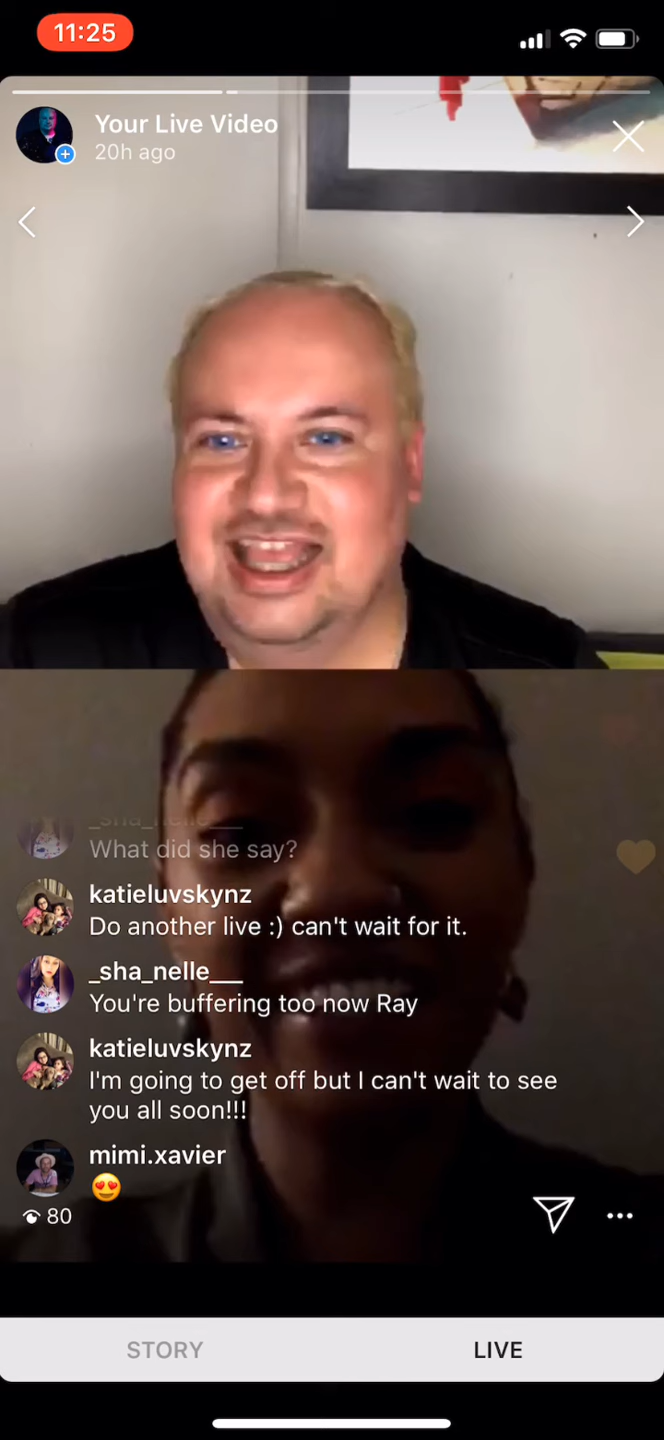 11:25
Your Live Video
20h ago
_sha_nelle___
What did she say?
katieluvskynz
Do another live :) can't wait for it.
_sha_nelle___
You're buffering too now Ray
katieluvskynz
I'm going to get off but I can't wait to see
you all soon!!!
mimi.xavier
😍
80
STORY
LIVE